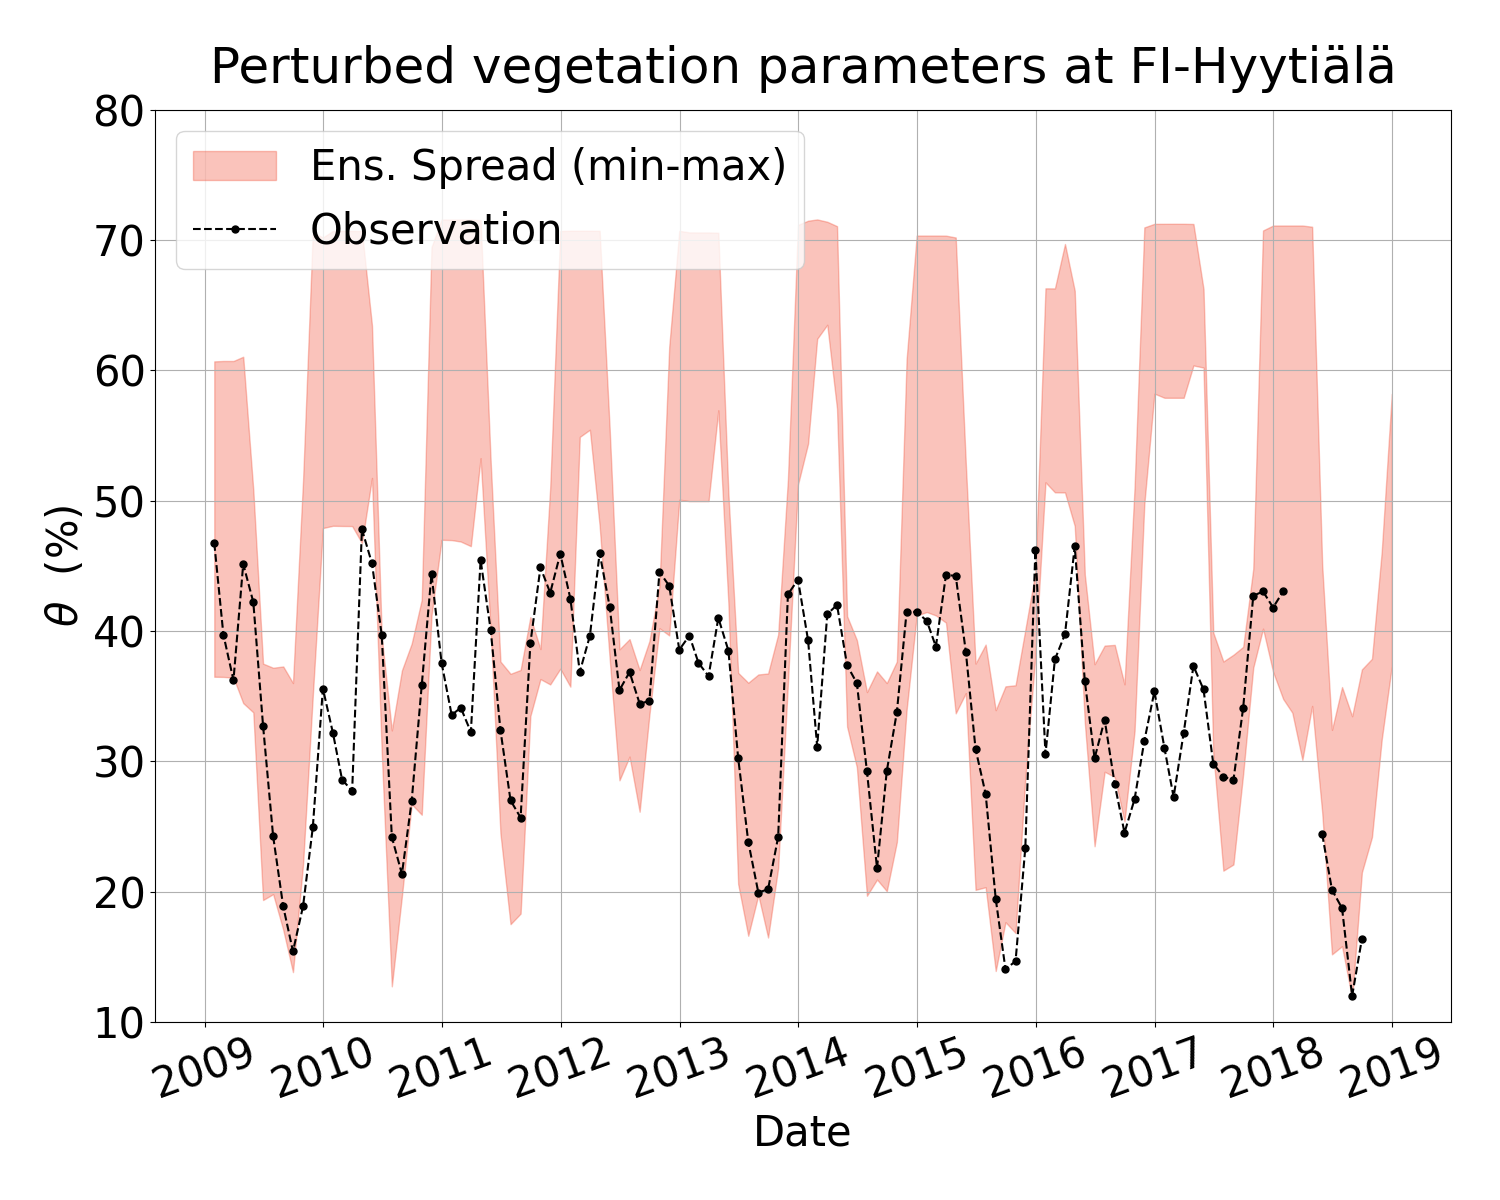 Perturbed vegetation parameters at FI-Hyytiälä
80
70
60
50
40
30
20
10
θ (%)
Ens. Spread (min-max)
Observation
2009 2010 2011 2012 2013 2014 2015 2016 2017 2018 2019
Date